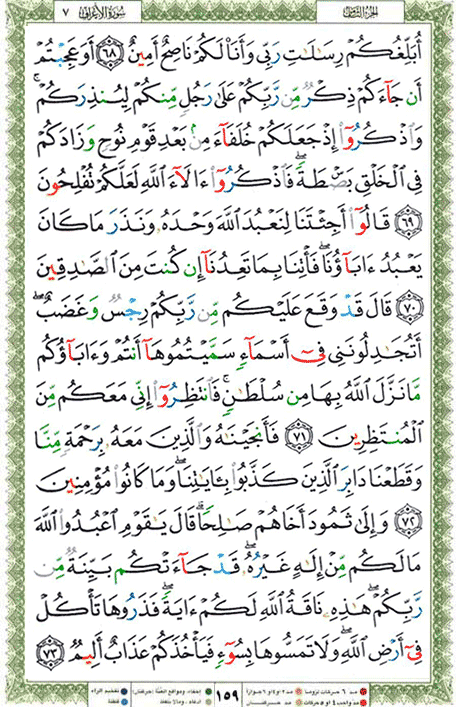 الجزء الثامن
سورة الأعراف ٧
أُبَلِّغُكُمْ رِسَالَاتِ رَبِّي وَأَنَا۠ لَكُمْ نَاصِحٌ أَمِينٌ ٦٨ أَوَعَجِبْتُمْ
أَن جَآءَكُمْ ذِكْرٌ مِّن رَّبِّكُمْ عَلَىٰ رَجُلٍ مِّنكُمْ لِيُنذِرَكُمْ ۚ
وَٱذْكُرُوٓا۟ إِذْ جَعَلَكُمْ خُلَفَآءَ مِنۢ بَعْدِ قَوْمِ نُوحٍ وَزَادَكُمْ
فِى ٱلْخَلْقِ بَصْۜطَةً ۖ فَٱذْكُرُوٓا۟ ءَالَآءَ ٱللَّهِ لَعَلَّكُمْ تُفْلِحُونَ
٦٩ قَالُوٓا۟ أَجِئْتَنَا لِنَعْبُدَ ٱللَّهَ وَحْدَهُۥ وَنَذَرَ مَا كَانَ
يَعْبُدُ ءَابَآؤُنَا ۖ فَأْتِنَا بِمَا تَعِدُنَآ إِن كُنتَ مِنَ ٱلصَّـٰدِقِينَ
٧٠ قَالَ قَدْ وَقَعَ عَلَيْكُم مِّن رَّبِّكُمْ رِجْسٌ وَغَضَبٌ ۖ
أَتُجَـٰدِلُونَنِى فِىٓ أَسْمَآءٍ سَمَّيْتُمُوهَآ أَنتُمْ وَءَابَآؤُكُم
مَّا نَزَّلَ ٱللَّهُ بِهَا مِن سُلْطَـٰنٍ ۚ فَٱنتَظِرُوٓا۟ إِنِّى مَعَكُم مِّنَ
ٱلْمُنتَظِرِينَ ٧١ فَأَنجَيْنَـٰهُ وَٱلَّذِينَ مَعَهُۥ بِرَحْمَةٍ مِّنَّا
وَقَطَعْنَا دَابِرَ ٱلَّذِينَ كَذَّبُوا۟ بِـَٔايَـٰتِنَا ۖ وَمَا كَانُوا۟ مُؤْمِنِينَ
٧٢ وَإِلَىٰ ثَمُودَ أَخَاهُمْ صَـٰلِحًا ۗ قَالَ يَـٰقَوْمِ ٱعْبُدُوا۟ ٱللَّهَ
مَا لَكُم مِّنْ إِلَـٰهٍ غَيْرُهُۥ ۖ قَدْ جَآءَتْكُم بَيِّنَةٌ مِّن
رَّبِّكُمْ ۖ هَـٰذِهِۦ نَاقَةُ ٱللَّهِ لَكُمْ ءَايَةً ۖ فَذَرُوهَا تَأْكُلْ
فِىٓ أَرْضِ ٱللَّهِ ۖ وَلَا تَمَسُّوهَا بِسُوٓءٍ فَيَأْخُذَكُمْ عَذَابٌ أَلِيمٌ ٧٣
١٥٩